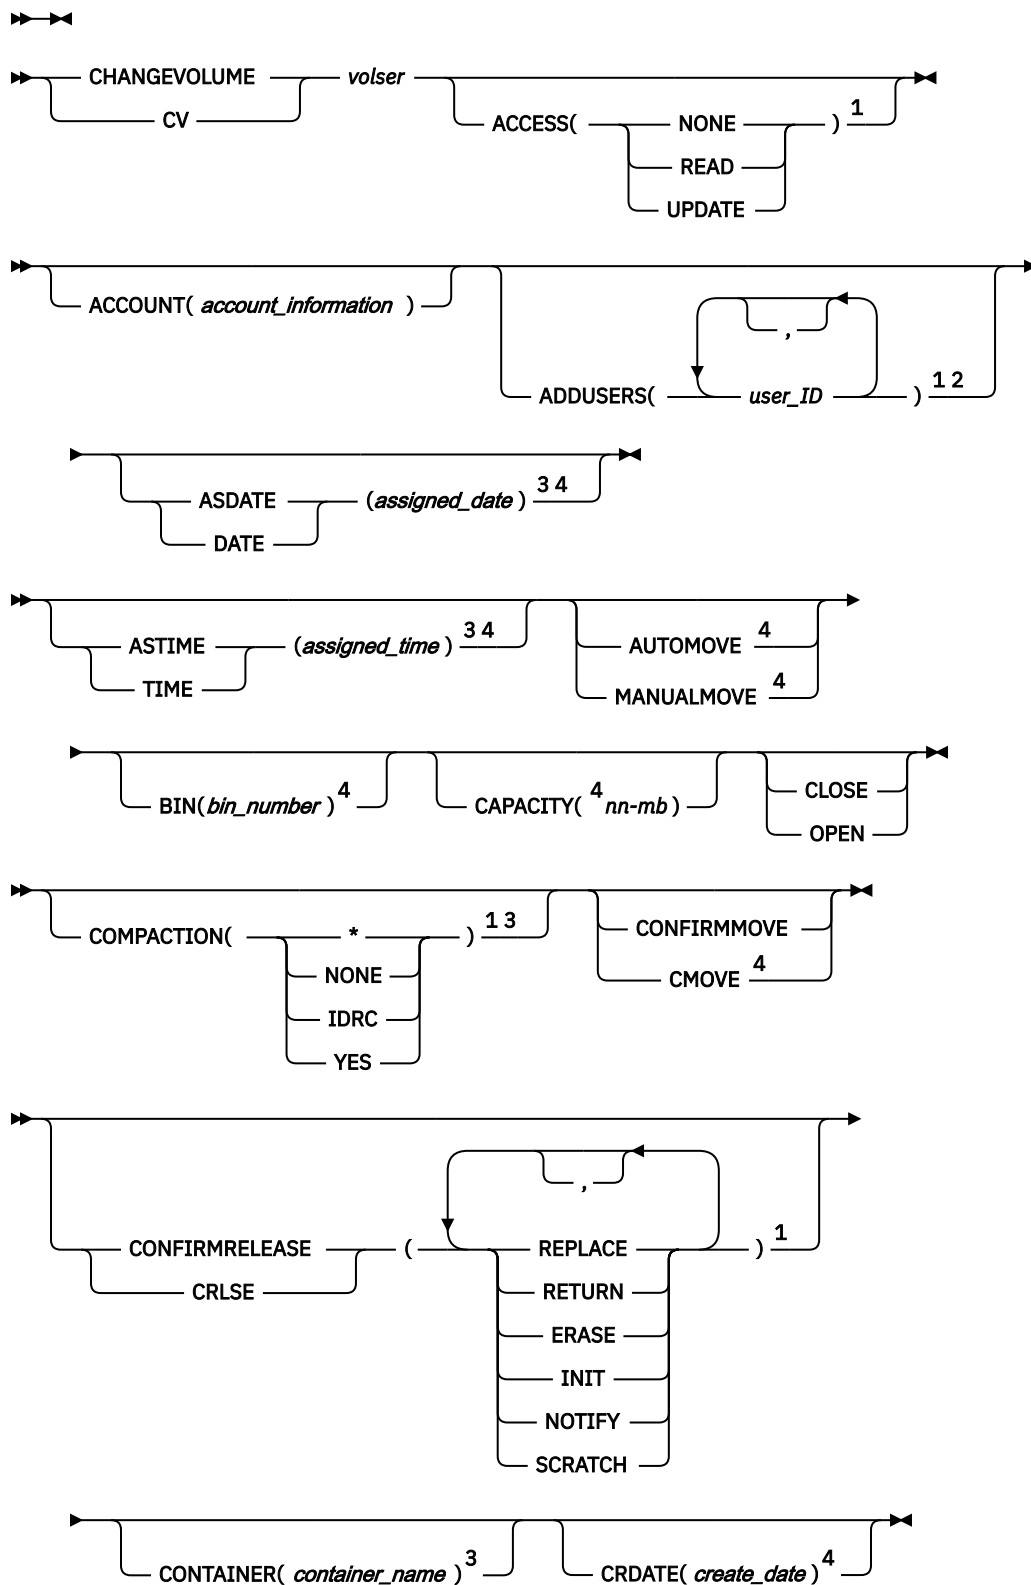 CHANGEVOLUME volser
CV
ACCESS( NONE ) 1
READ
UPDATE
ACCOUNT( account_information )
,
ADDUSERS( user_ID ) 1 2
ASDATE (assigned_date ) 3 4
DATE
ASTIME (assigned_time ) 3 4
TIME
AUTOMOVE 4
MANUALMOVE 4
BIN(bin_number ) 4
CAPACITY( 4 nn-mb )
CLOSE
OPEN
COMPACTION( * ) 1 3
NONE
IDRC
YES
CONFIRMMOVE
CMOVE 4
,
CONFIRMRELEASE ( REPLACE ) 1
CRLSE
RETURN
ERASE
INIT
NOTIFY
SCRATCH
CONTAINER( container_name ) 3
CRDATE( create_date ) 4